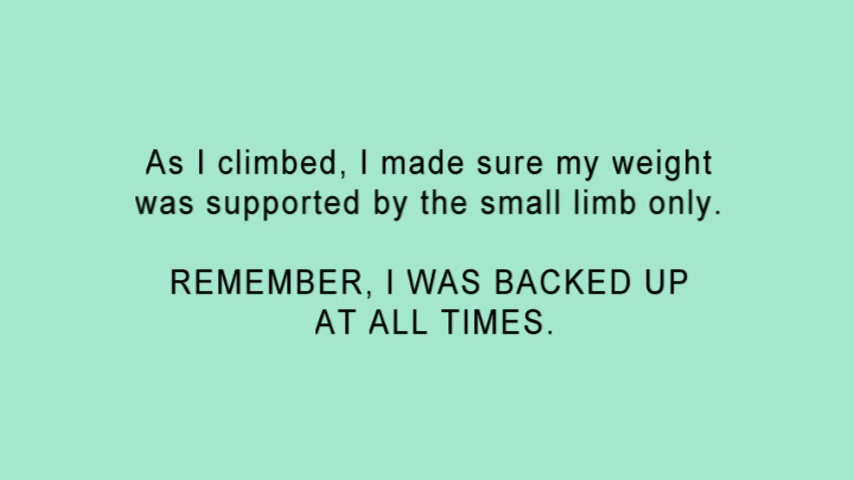 As I climbed, I made sure my weight
was supported by the small limb only.
REMEMBER, I WAS BACKED UP
AT ALL TIMES.